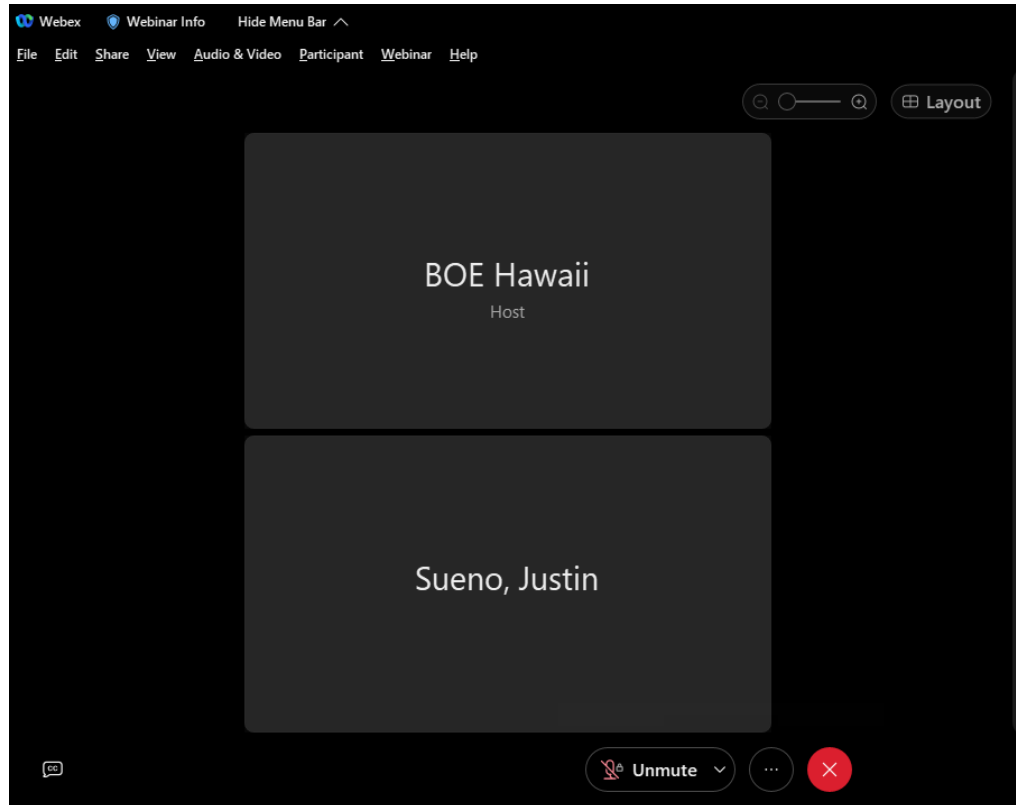 Webex Webinar Info Hide Menu Bar
File Edit Share View Audio & Video Participant Webinar Help
Layout
BOE Hawaii
Host
Sueno, Justin
CC Unmute